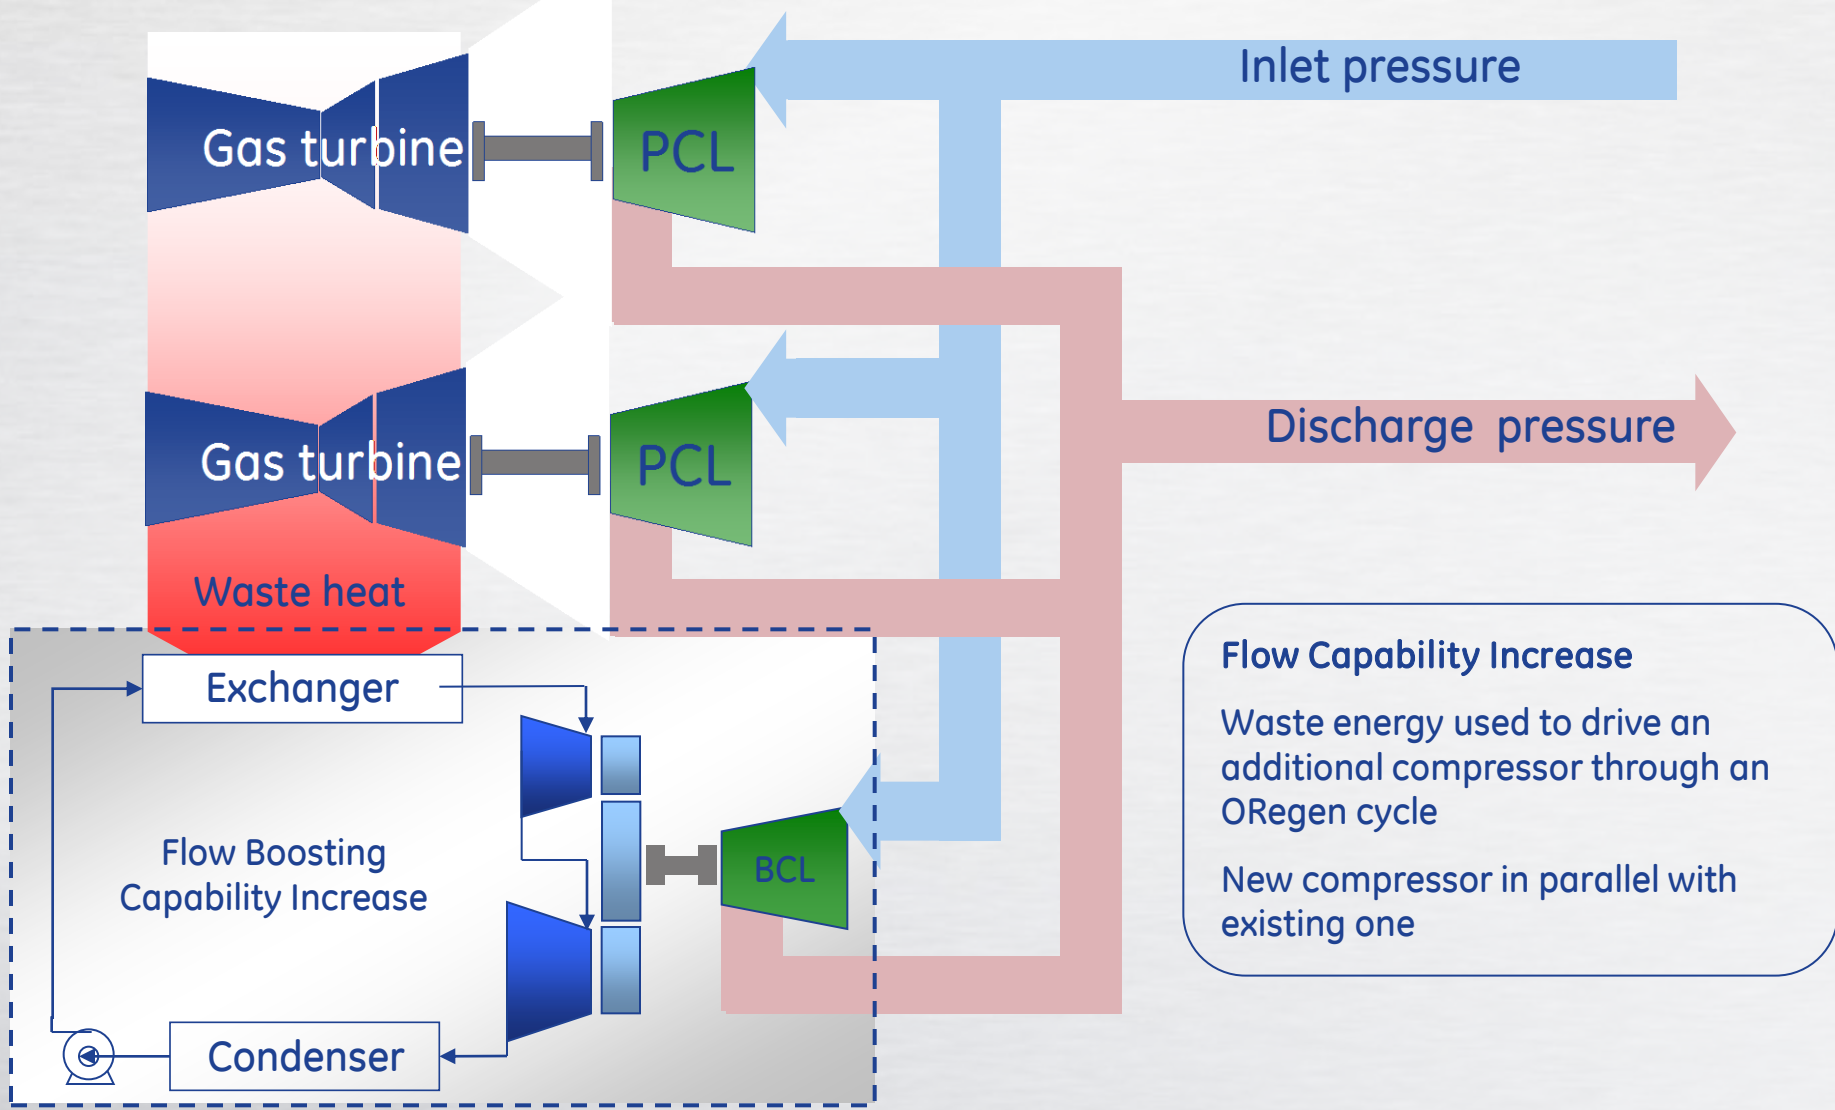 Inlet pressure
Gas turbine
PCL
Discharge pressure
Gas turbine
PCL
Waste heat
Exchanger
Flow Boosting
Capability Increase
BCL
Condenser
Flow Capability Increase
Waste energy used to drive an
additional compressor through an
ORegen cycle
New compressor in parallel with
existing one